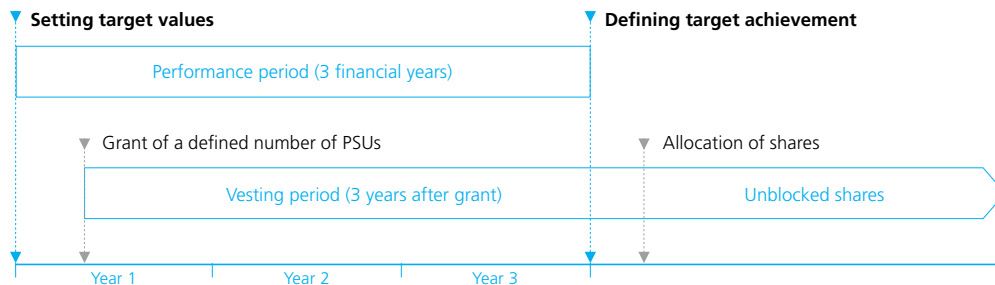 Setting target values
Defining target achievement
Performance period (3 financial years)
Grant of a defined number of PSUs
Allocation of shares
Vesting period (3 years after grant)
Unblocked shares
Year 1
Year 2
Year 3